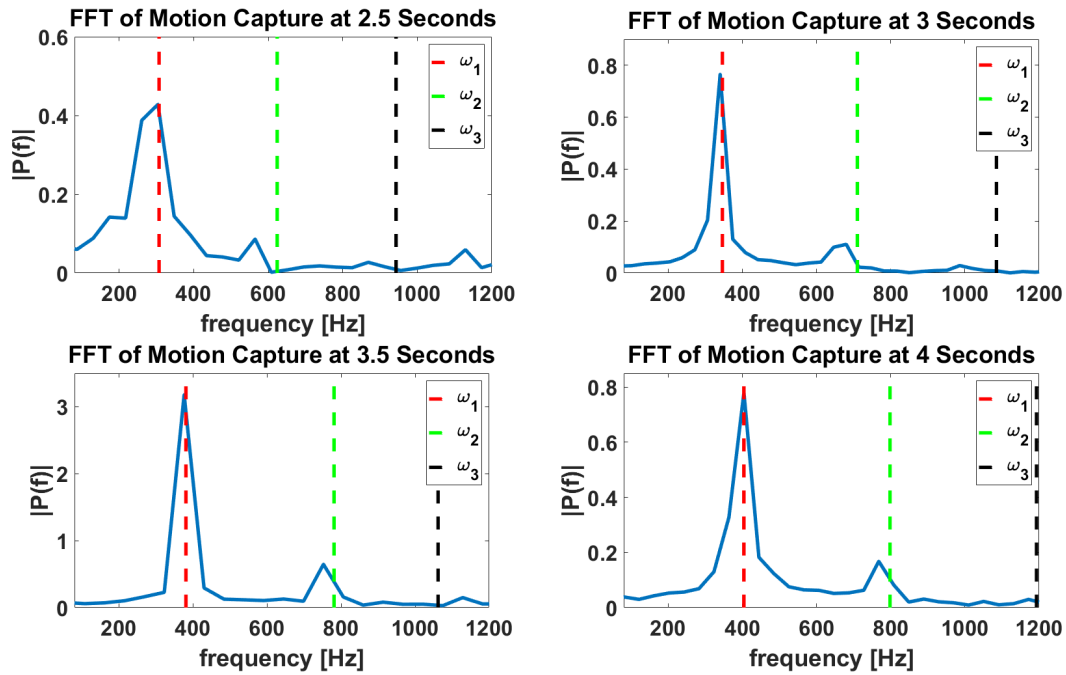 FFT of Motion Capture at 2.5 Seconds
0.6
0.4
0.2
0
|P(f)|
ω1
ω2
ω3
200 400 600 800 1000 1200
frequency [Hz]
FFT of Motion Capture at 3 Seconds
0.8
0.6
0.4
0.2
0
|P(f)|
ω1
ω2
ω3
200 400 600 800 1000 1200
frequency [Hz]
FFT of Motion Capture at 3.5 Seconds
3
2
1
0
|P(f)|
ω1
ω2
ω3
200 400 600 800 1000 1200
frequency [Hz]
FFT of Motion Capture at 4 Seconds
0.8
0.6
0.4
0.2
0
|P(f)|
ω1
ω2
ω3
200 400 600 800 1000 1200
frequency [Hz]